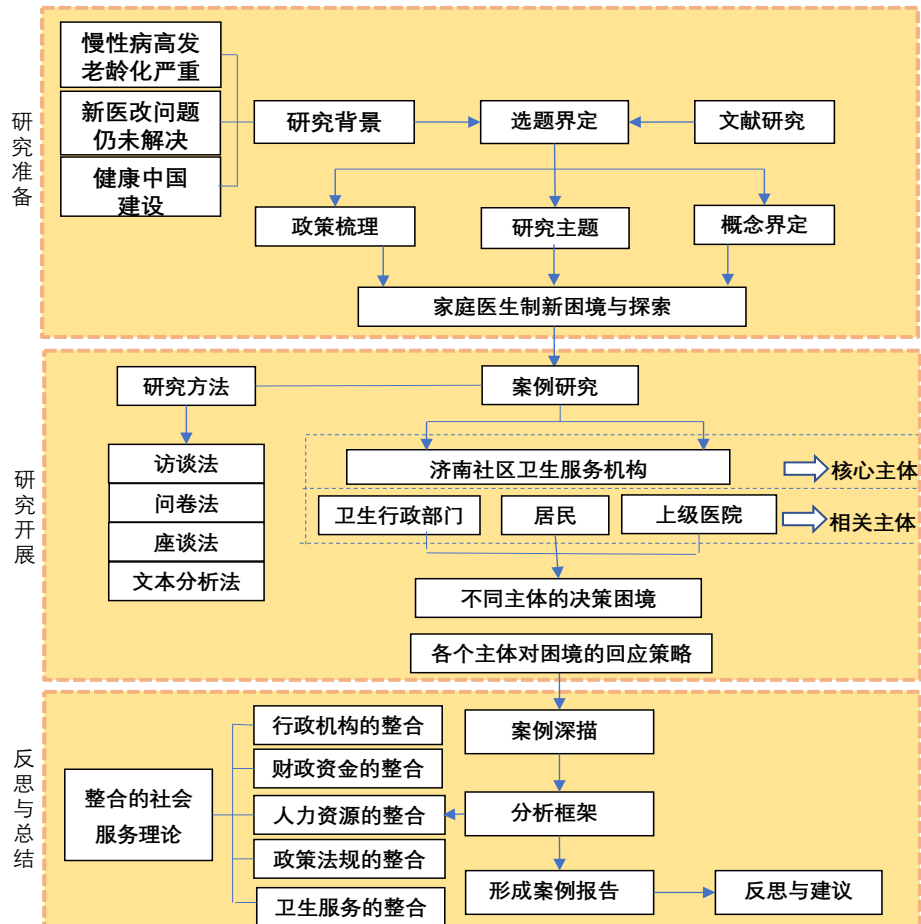 研究准备
慢性病高发
老龄化严重
新医改问题
仍未解决
健康中国
建设
研究背景
选题界定
文献研究
政策梳理
研究主题
概念界定
家庭医生制新困境与探索
研究开展
研究方法
案例研究
访谈法
问卷法
座谈法
文本分析法
济南社区卫生服务机构
核心主体
卫生行政部门
居民
上级医院
相关主体
不同主体的决策困境
各个主体对困境的回应策略
反思与总结
整合的社会
服务理论
行政机构的整合
财政资金的整合
人力资源的整合
政策法规的整合
卫生服务的整合
案例深描
分析框架
形成案例报告
反思与建议